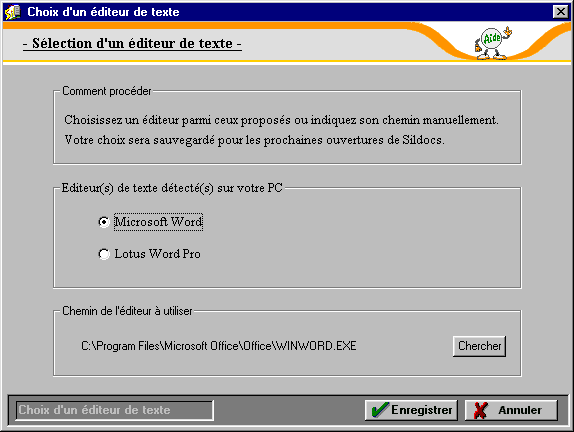 Choix d'un éditeur de texte
- Sélection d'un éditeur de texte -
Aide
Comment procéder
Choisissez un éditeur parmi ceux proposés ou indiquez son chemin manuellement.
Votre choix sera sauvegardé pour les prochaines ouvertures de Sildocs.
Editeur(s) de texte détecté(s) sur votre PC
Microsoft Word
Lotus Word Pro
Chemin de l'éditeur à utiliser
C:\Program Files\Microsoft Office\Office\WINWORD.EXE
Chercher
Choix d'un éditeur de texte
Enregistrer
Annuler